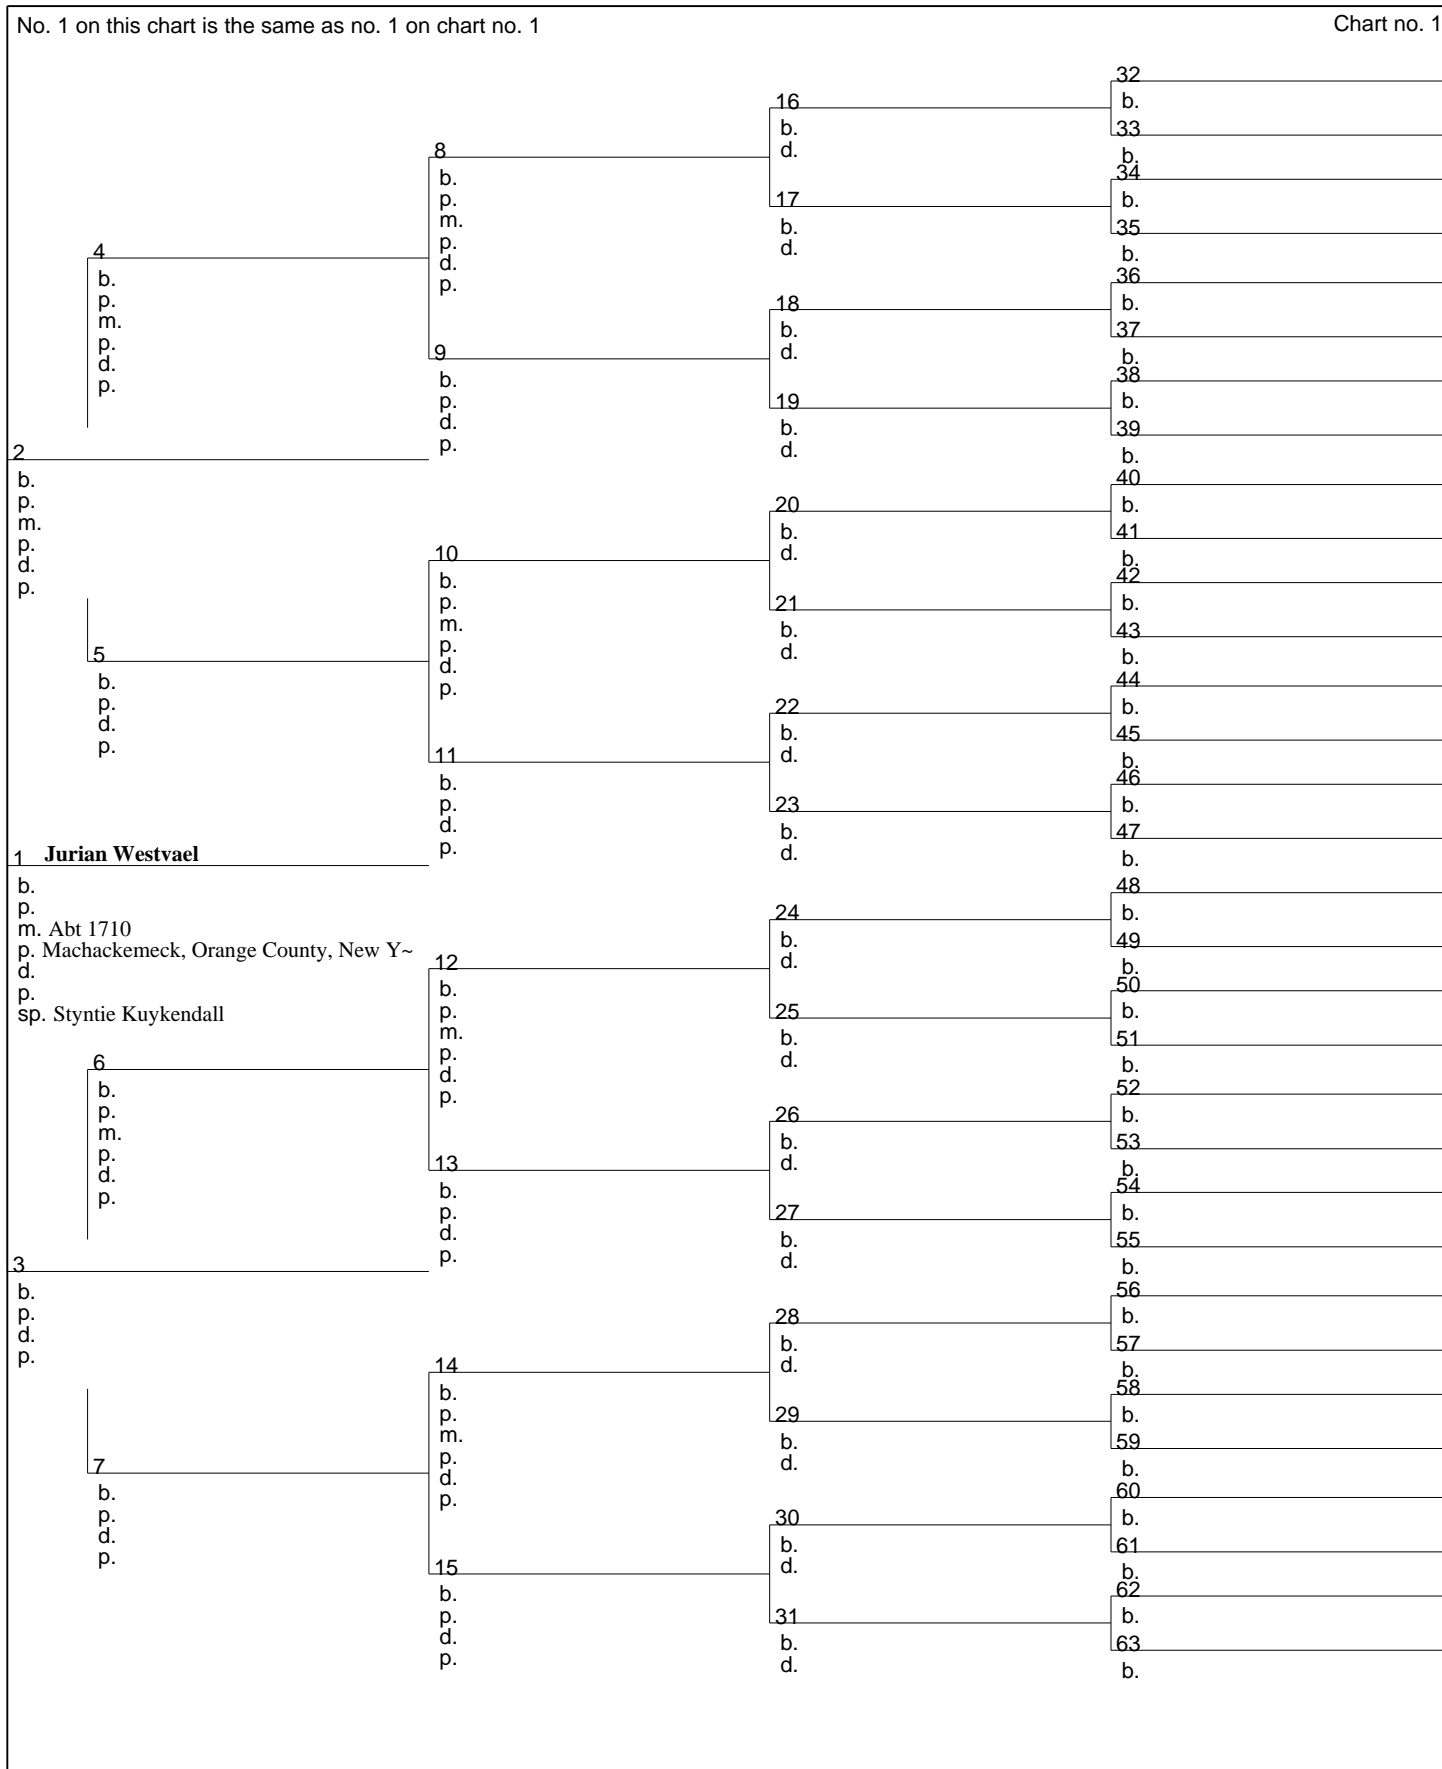 No. 1 on this chart is the same as no. 1 on chart no. 1
Chart no. 1
2
b.
p.
m.
p.
d.
p.
1 Jurian Westvael
b.
p.
m. Abt 1710
p. Machackemeck, Orange County, New Y~
d.
p.
sp. Styntie Kuykendall
3
b.
p.
d.
p.
4
b.
p.
m.
p.
d.
p.
5
b.
p.
d.
p.
6
b.
p.
m.
p.
d.
p.
7
b.
p.
d.
p.
8
b.
p.
m.
p.
d.
p.
9
b.
p.
d.
p.
10
b.
p.
m.
p.
d.
p.
11
b.
p.
d.
p.
12
b.
p.
m.
p.
d.
p.
13
b.
p.
d.
p.
14
b.
p.
m.
p.
d.
p.
15
b.
p.
d.
p.
16
b.
d.
17
b.
d.
18
b.
d.
19
b.
d.
20
b.
d.
21
b.
d.
22
b.
d.
23
b.
d.
24
b.
d.
25
b.
d.
26
b.
d.
27
b.
d.
28
b.
d.
29
b.
d.
30
b.
d.
31
b.
d.
32
b.
33
b.
34
b.
35
b.
36
b.
37
b.
38
b.
39
b.
40
b.
41
b.
42
b.
43
b.
44
b.
45
b.
46
b.
47
b.
48
b.
49
b.
50
b.
51
b.
52
b.
53
b.
54
b.
55
b.
56
b.
57
b.
58
b.
59
b.
60
b.
61
b.
62
b.
63
b.